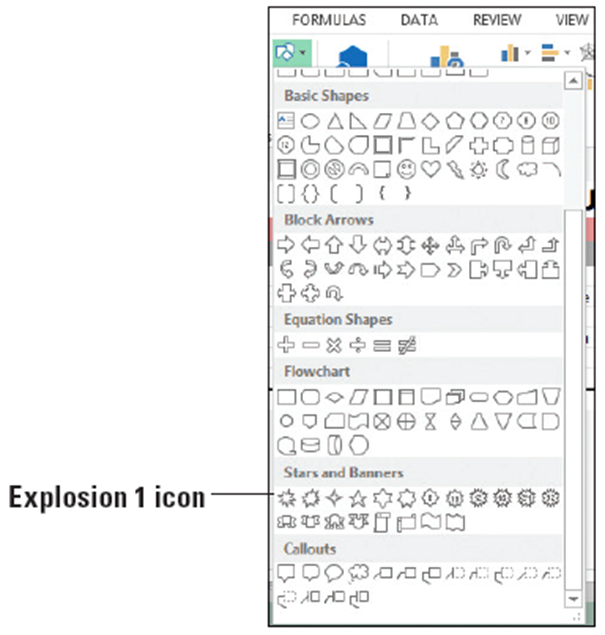 FORMULAS DATA REVIEW VIEW
Basic Shapes
Block Arrows
Equation Shapes
Flowchart
Stars and Banners
Explosion 1 icon
Callouts